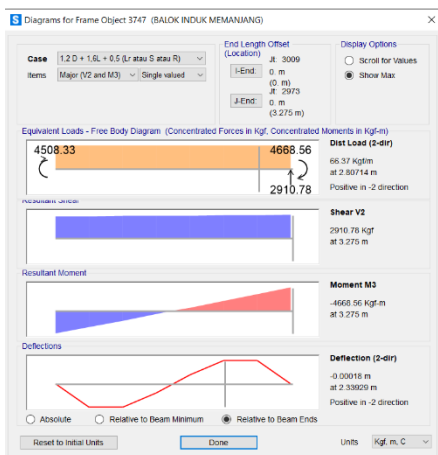 S Diagrams for Frame Object 3747 (BALOK INDUK MEMANJANG)
Case 1.2 D + 1,6L + 0,5 (Lr atau S atau R)
Items Major (V2 and M3) Single valued
End Length Offset
(Location)
Jt: 3009
I-End: 0. m
(0. m)
Jt: 2973
J-End: 0. m
(3.275 m)
Display Options
Scroll for Values
Show Max
Equivalent Loads - Free Body Diagram (Concentrated Forces in Kgf, Concentrated Moments in Kgf-m)
4508.33
4668.56
2910.78
Dist Load (2-dir)
66.37 Kgf/m
at 2.80714 m
Positive in -2 direction
Resultant Shear
Shear V2
2910.78 Kgf
at 3.275 m
Resultant Moment
Moment M3
-4668.56 Kgf-m
at 3.275 m
Deflections
Deflection (2-dir)
-0.00018 m
at 2.33929 m
Positive in -2 direction
Absolute Relative to Beam Minimum Relative to Beam Ends
Reset to Initial Units Done Units Kgf, m, C